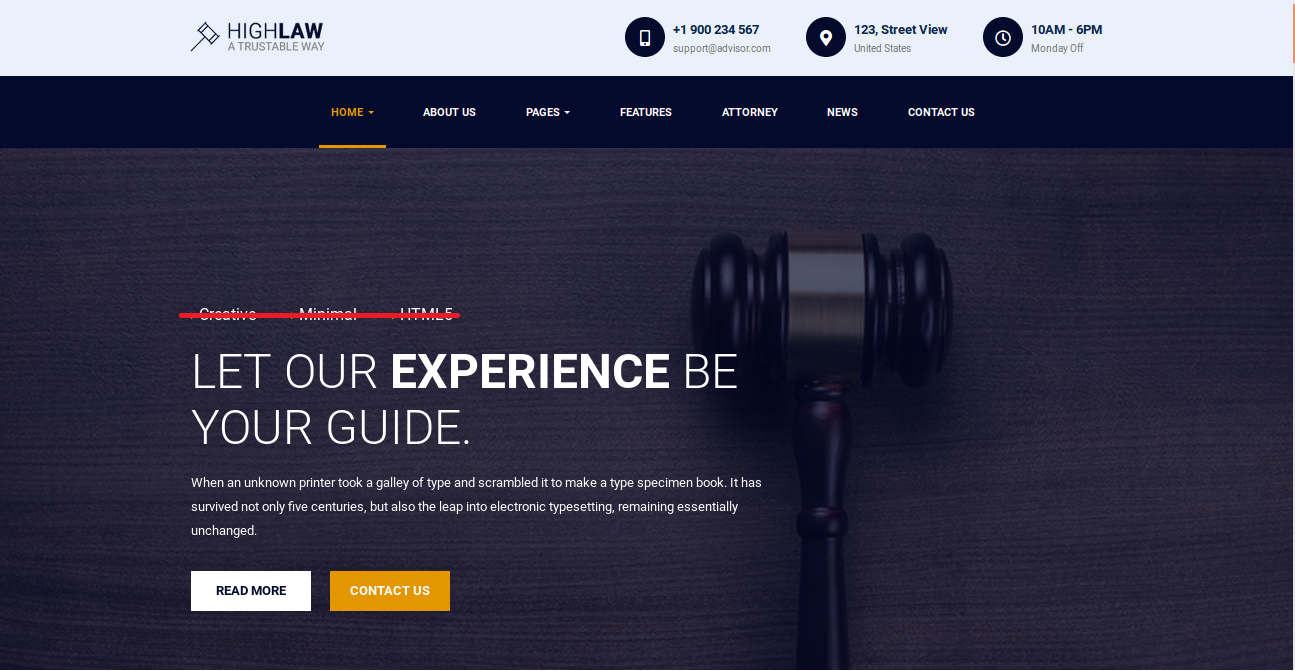 HIGHLAW
A TRUSTABLE WAY
+1 900 234 567
support@advisor.com
123, Street View
United States
10AM - 6PM
Monday Off
HOME
ABOUT US
PAGES
FEATURES
ATTORNEY
NEWS
CONTACT US
Creative Minimal HTML5
LET OUR EXPERIENCE BE
YOUR GUIDE.
When an unknown printer took a galley of type and scrambled it to make a type specimen book. It has
survived not only five centuries, but also the leap into electronic typesetting, remaining essentially
unchanged.
READ MORE
CONTACT US